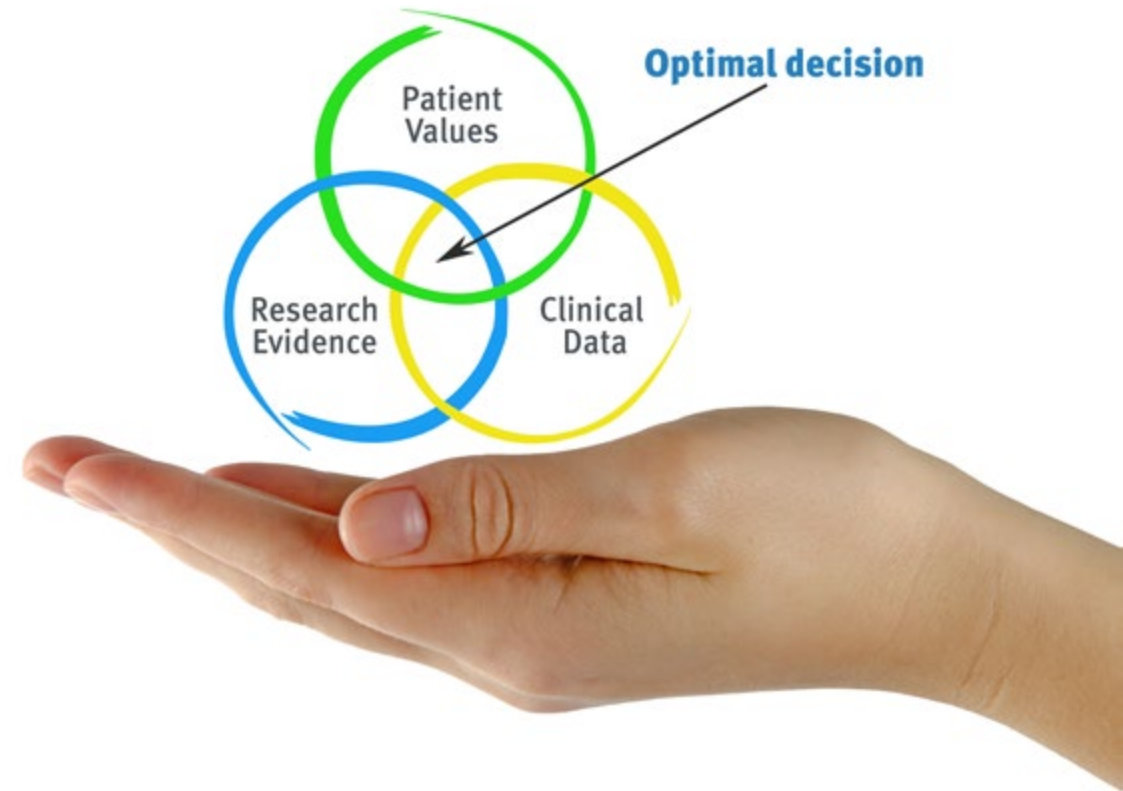 Optimal decision
Patient
Values
Research
Evidence
Clinical
Data